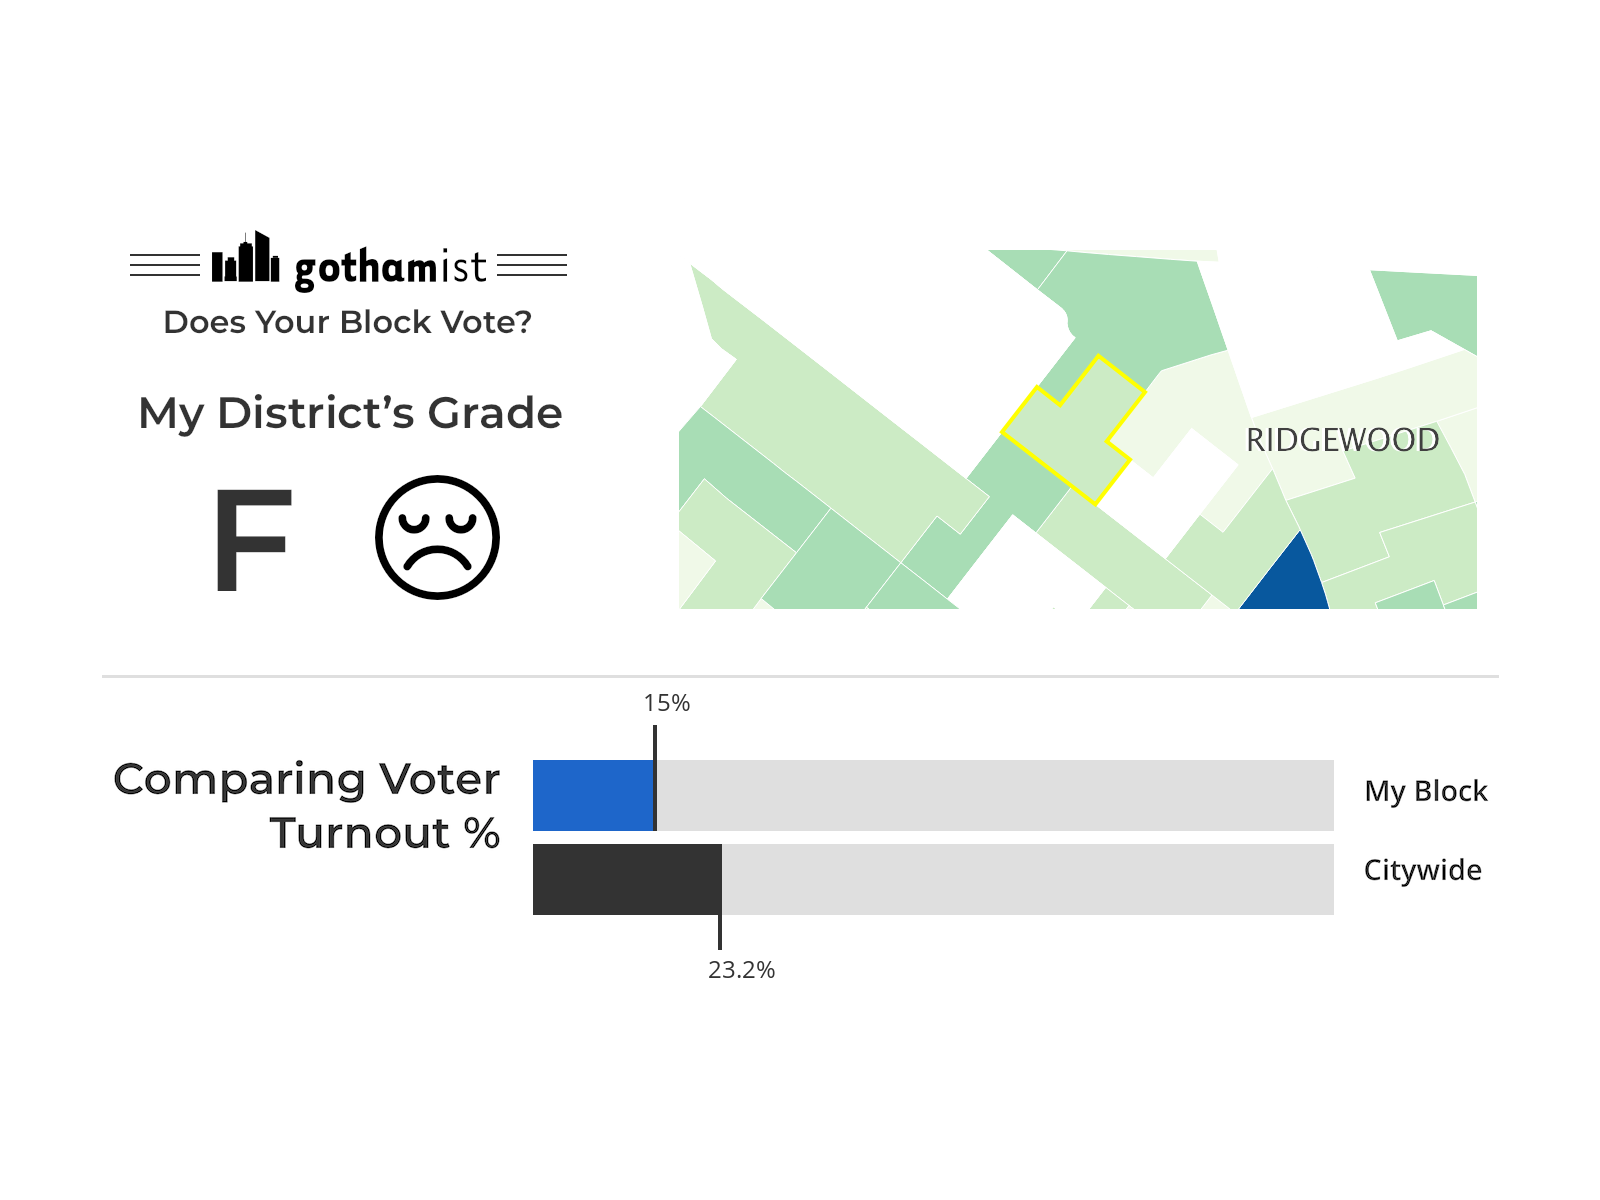 gothamist
Does Your Block Vote?
My District's Grade
F
RIDGEWOOD
15%
Comparing Voter
Turnout %
My Block
Citywide
23.2%